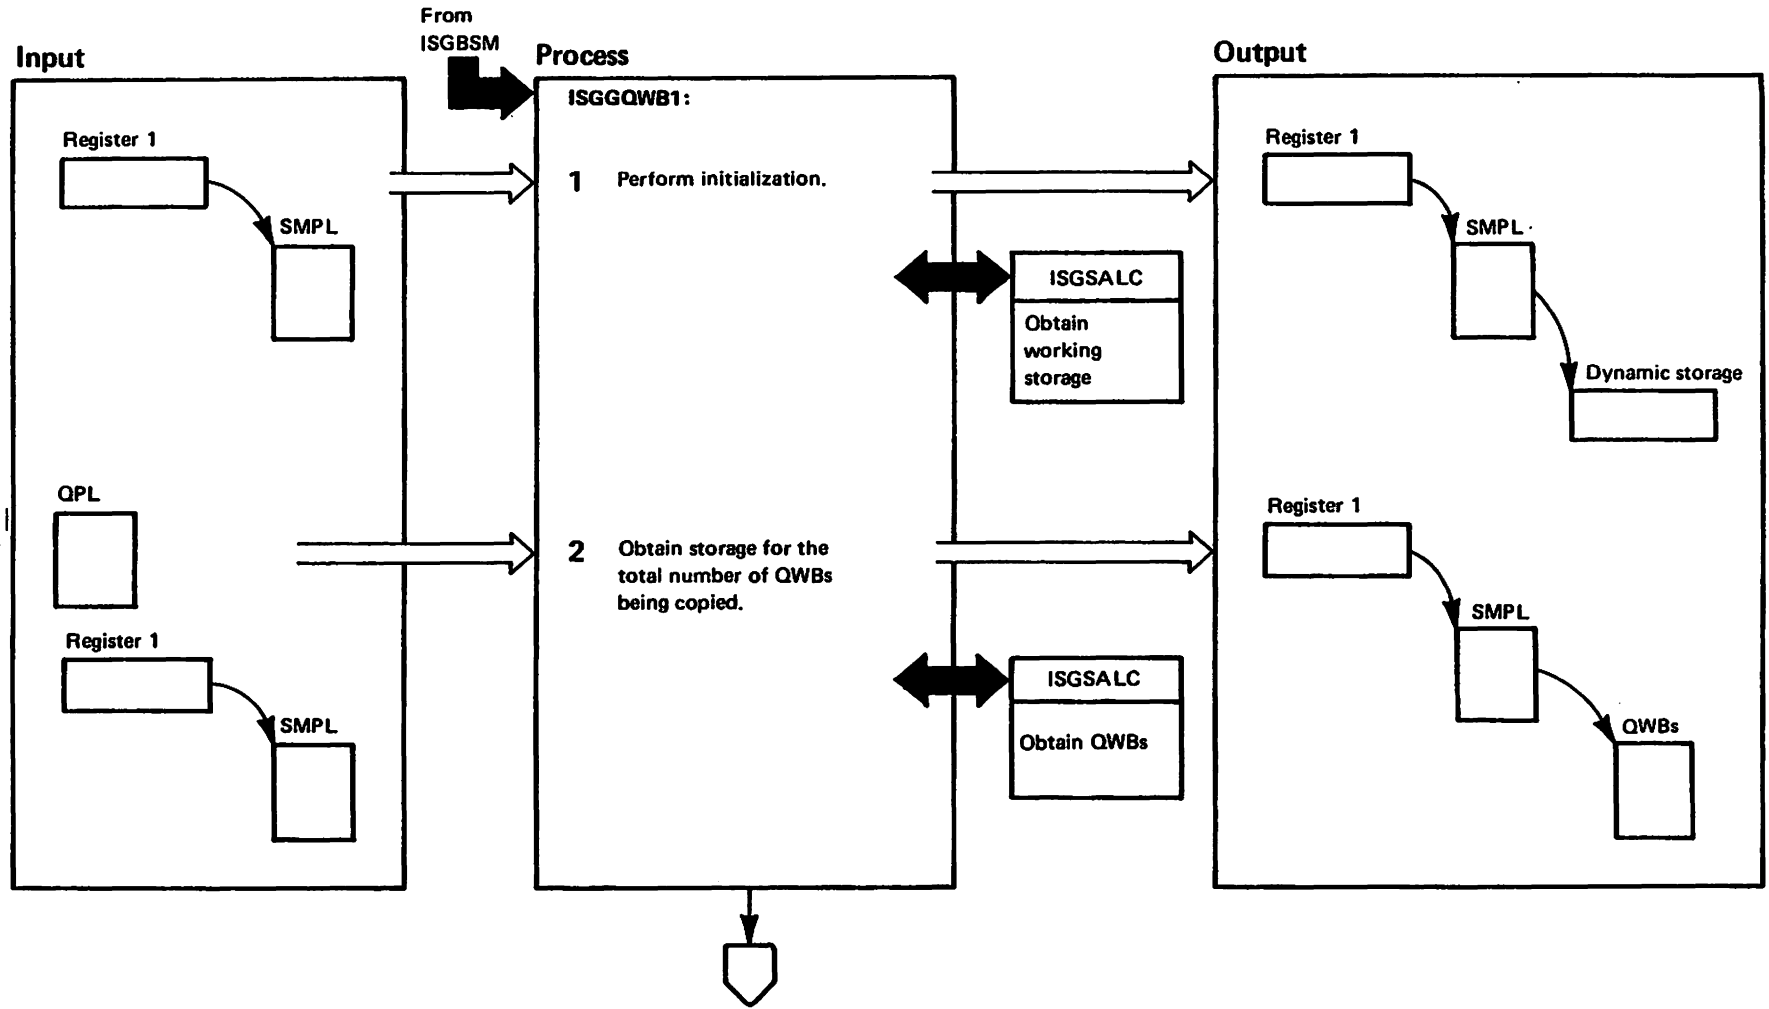 From
ISGBSM
Input
Process
Output
ISGGQWB1:
Register 1
SMPL
1 Perform initialization.
Register 1
SMPL
ISGSALC
Obtain
working
storage
Dynamic storage
QPL
Register 1
SMPL
2 Obtain storage for the
total number of QWBs
being copied.
Register 1
SMPL
ISGSALC
Obtain QWBs
QWBs